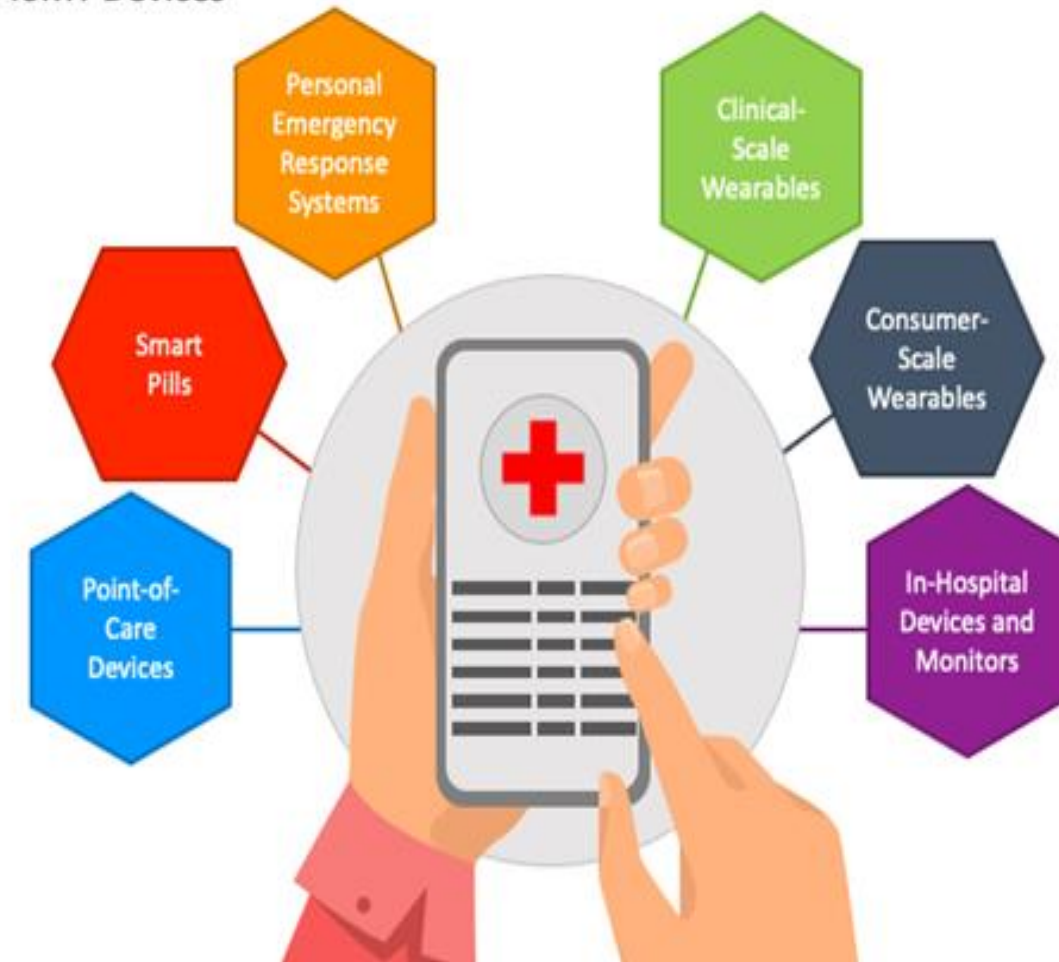 Devices
Personal
Emergency
Response
Systems
Clinical-
Scale
Wearables
Smart
Pills
Consumer-
Scale
Wearables
Point-of-
Care
Devices
In-Hospital
Devices and
Monitors